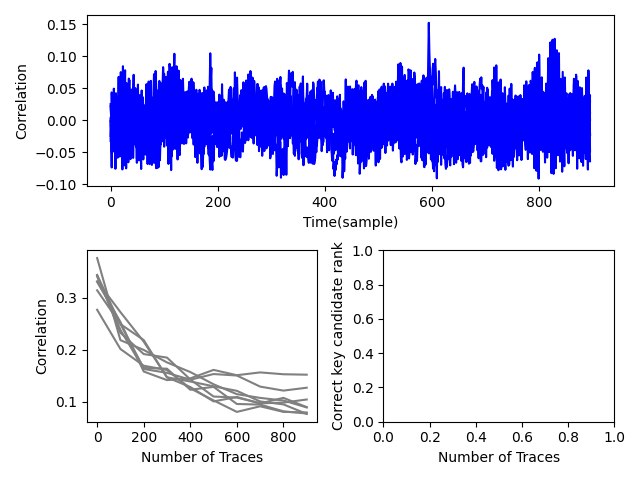 0.15
0.10
0.05
0.00
−0.05
−0.10
Correlation
0 200 400 600 800
Time(sample)
0.3
0.2
0.1
Correlation
0 200 400 600 800
Number of Traces
1.0
0.8
0.6
0.4
0.2
0.0
Correct key candidate rank
0.0 0.2 0.4 0.6 0.8 1.0
Number of Traces